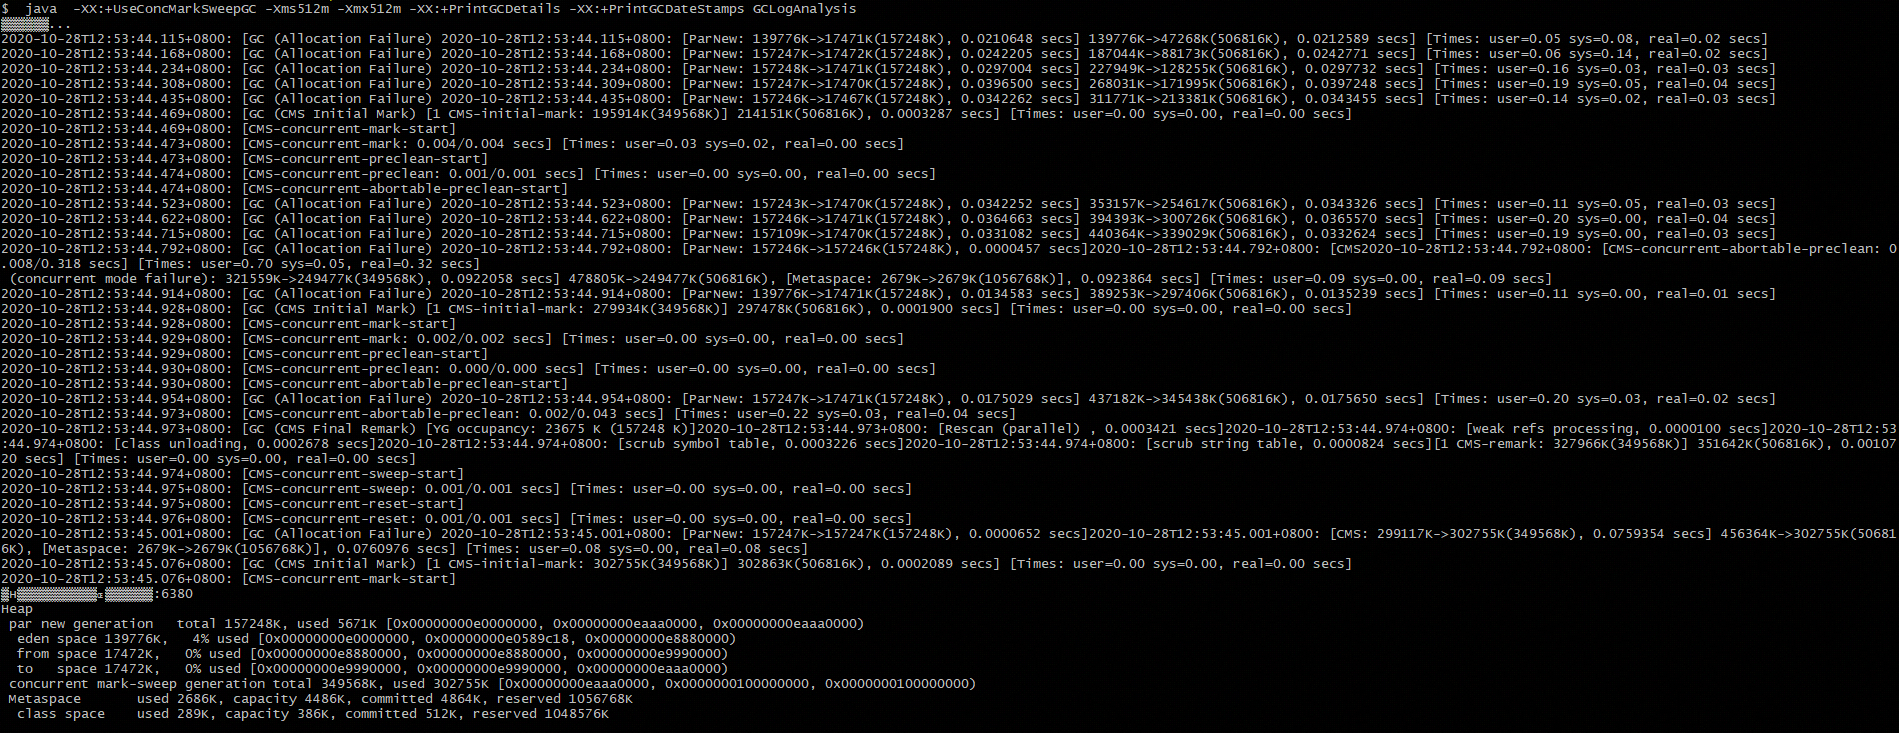 $  java  -XX:+UseConcMarkSweepGC -Xms512m -Xmx512m -XX:+PrintGCDetails -XX:+PrintGCDateStamps GCLogAnalysis
...
2020-10-28T12:53:44.115+0800: [GC (Allocation Failure) 2020-10-28T12:53:44.115+0800: [ParNew: 139776K->17471K(157248K), 0.0210648 secs] 139776K->47268K(506816K), 0.0212589 secs] [Times: user=0.05 sys=0.08, real=0.02 secs]
2020-10-28T12:53:44.168+0800: [GC (Allocation Failure) 2020-10-28T12:53:44.168+0800: [ParNew: 157247K->17472K(157248K), 0.0242205 secs] 187044K->88173K(506816K), 0.0242771 secs] [Times: user=0.06 sys=0.14, real=0.02 secs]
2020-10-28T12:53:44.234+0800: [GC (Allocation Failure) 2020-10-28T12:53:44.234+0800: [ParNew: 157248K->17471K(157248K), 0.0297004 secs] 227949K->128255K(506816K), 0.0297732 secs] [Times: user=0.16 sys=0.03, real=0.03 secs]
2020-10-28T12:53:44.308+0800: [GC (Allocation Failure) 2020-10-28T12:53:44.309+0800: [ParNew: 157247K->17470K(157248K), 0.0396500 secs] 268031K->171995K(506816K), 0.0397248 secs] [Times: user=0.19 sys=0.05, real=0.04 secs]
2020-10-28T12:53:44.435+0800: [GC (Allocation Failure) 2020-10-28T12:53:44.435+0800: [ParNew: 157246K->17467K(157248K), 0.0342262 secs] 311771K->213381K(506816K), 0.0343455 secs] [Times: user=0.14 sys=0.02, real=0.03 secs]
2020-10-28T12:53:44.469+0800: [GC (CMS Initial Mark) [1 CMS-initial-mark: 195914K(349568K)] 214151K(506816K), 0.0003287 secs] [Times: user=0.00 sys=0.00, real=0.00 secs]
2020-10-28T12:53:44.469+0800: [CMS-concurrent-mark-start]
2020-10-28T12:53:44.473+0800: [CMS-concurrent-mark: 0.004/0.004 secs] [Times: user=0.03 sys=0.02, real=0.00 secs]
2020-10-28T12:53:44.473+0800: [CMS-concurrent-preclean-start]
2020-10-28T12:53:44.474+0800: [CMS-concurrent-preclean: 0.001/0.001 secs] [Times: user=0.00 sys=0.00, real=0.00 secs]
2020-10-28T12:53:44.474+0800: [CMS-concurrent-abortable-preclean-start]
2020-10-28T12:53:44.523+0800: [GC (Allocation Failure) 2020-10-28T12:53:44.523+0800: [ParNew: 157243K->17470K(157248K), 0.0342252 secs] 353157K->254617K(506816K), 0.0343326 secs] [Times: user=0.11 sys=0.05, real=0.03 secs]
2020-10-28T12:53:44.622+0800: [GC (Allocation Failure) 2020-10-28T12:53:44.622+0800: [ParNew: 157246K->17471K(157248K), 0.0364663 secs] 394393K->300726K(506816K), 0.0365570 secs] [Times: user=0.20 sys=0.00, real=0.04 secs]
2020-10-28T12:53:44.715+0800: [GC (Allocation Failure) 2020-10-28T12:53:44.715+0800: [ParNew: 157109K->17470K(157248K), 0.0331082 secs] 440364K->339029K(506816K), 0.0332624 secs] [Times: user=0.19 sys=0.00, real=0.03 secs]
2020-10-28T12:53:44.792+0800: [GC (Allocation Failure) 2020-10-28T12:53:44.792+0800: [ParNew: 157246K->157246K(157248K), 0.0000457 secs]2020-10-28T12:53:44.792+0800: [CMS2020-10-28T12:53:44.792+0800: [CMS-concurrent-abortable-preclean: 0
.008/0.318 secs] [Times: user=0.70 sys=0.05, real=0.32 secs]
 (concurrent mode failure): 321559K->249477K(349568K), 0.0922058 secs] 478805K->249477K(506816K), [Metaspace: 2679K->2679K(1056768K)], 0.0923864 secs] [Times: user=0.09 sys=0.00, real=0.09 secs]
2020-10-28T12:53:44.914+0800: [GC (Allocation Failure) 2020-10-28T12:53:44.914+0800: [ParNew: 139776K->17471K(157248K), 0.0134583 secs] 389253K->297406K(506816K), 0.0135239 secs] [Times: user=0.11 sys=0.00, real=0.01 secs]
2020-10-28T12:53:44.928+0800: [GC (CMS Initial Mark) [1 CMS-initial-mark: 279934K(349568K)] 297478K(506816K), 0.0001900 secs] [Times: user=0.00 sys=0.00, real=0.00 secs]
2020-10-28T12:53:44.928+0800: [CMS-concurrent-mark-start]
2020-10-28T12:53:44.929+0800: [CMS-concurrent-mark: 0.002/0.002 secs] [Times: user=0.00 sys=0.00, real=0.00 secs]
2020-10-28T12:53:44.929+0800: [CMS-concurrent-preclean-start]
2020-10-28T12:53:44.930+0800: [CMS-concurrent-preclean: 0.000/0.000 secs] [Times: user=0.00 sys=0.00, real=0.00 secs]
2020-10-28T12:53:44.930+0800: [CMS-concurrent-abortable-preclean-start]
2020-10-28T12:53:44.954+0800: [GC (Allocation Failure) 2020-10-28T12:53:44.954+0800: [ParNew: 157247K->17471K(157248K), 0.0175029 secs] 437182K->345438K(506816K), 0.0175650 secs] [Times: user=0.20 sys=0.03, real=0.02 secs]
2020-10-28T12:53:44.973+0800: [CMS-concurrent-abortable-preclean: 0.002/0.043 secs] [Times: user=0.22 sys=0.03, real=0.04 secs]
2020-10-28T12:53:44.973+0800: [GC (CMS Final Remark) [YG occupancy: 23675 K (157248 K)]2020-10-28T12:53:44.973+0800: [Rescan (parallel) , 0.0003421 secs]2020-10-28T12:53:44.974+0800: [weak refs processing, 0.0000100 secs]2020-10-28T12:53
:44.974+0800: [class unloading, 0.0002678 secs]2020-10-28T12:53:44.974+0800: [scrub symbol table, 0.0003226 secs]2020-10-28T12:53:44.974+0800: [scrub string table, 0.0000824 secs][1 CMS-remark: 327966K(349568K)] 351642K(506816K), 0.00107
20 secs] [Times: user=0.00 sys=0.00, real=0.00 secs]
2020-10-28T12:53:44.974+0800: [CMS-concurrent-sweep-start]
2020-10-28T12:53:44.975+0800: [CMS-concurrent-sweep: 0.001/0.001 secs] [Times: user=0.00 sys=0.00, real=0.00 secs]
2020-10-28T12:53:44.975+0800: [CMS-concurrent-reset-start]
2020-10-28T12:53:44.976+0800: [CMS-concurrent-reset: 0.001/0.001 secs] [Times: user=0.00 sys=0.00, real=0.00 secs]
2020-10-28T12:53:45.001+0800: [GC (Allocation Failure) 2020-10-28T12:53:45.001+0800: [ParNew: 157247K->157247K(157248K), 0.0000652 secs]2020-10-28T12:53:45.001+0800: [CMS: 299117K->302755K(349568K), 0.0759354 secs] 456364K->302755K(50681
6K), [Metaspace: 2679K->2679K(1056768K)], 0.0760976 secs] [Times: user=0.08 sys=0.00, real=0.08 secs]
2020-10-28T12:53:45.076+0800: [GC (CMS Initial Mark) [1 CMS-initial-mark: 302755K(349568K)] 302863K(506816K), 0.0002089 secs] [Times: user=0.00 sys=0.00, real=0.00 secs]
2020-10-28T12:53:45.076+0800: [CMS-concurrent-mark-start]
:6380
Heap
 par new generation   total 157248K, used 5671K [0x00000000e0000000, 0x00000000eaaa0000, 0x00000000eaaa0000)
  eden space 139776K,   4% used [0x00000000e0000000, 0x00000000e0589c18, 0x00000000e8880000)
  from space 17472K,   0% used [0x00000000e8880000, 0x00000000e8880000, 0x00000000e9990000)
  to   space 17472K,   0% used [0x00000000e9990000, 0x00000000e9990000, 0x00000000eaaa0000)
 concurrent mark-sweep generation total 349568K, used 302755K [0x00000000eaaa0000, 0x0000000100000000, 0x0000000100000000)
 Metaspace       used 2686K, capacity 4486K, committed 4864K, reserved 1056768K
  class space    used 289K, capacity 386K, committed 512K, reserved 1048576K